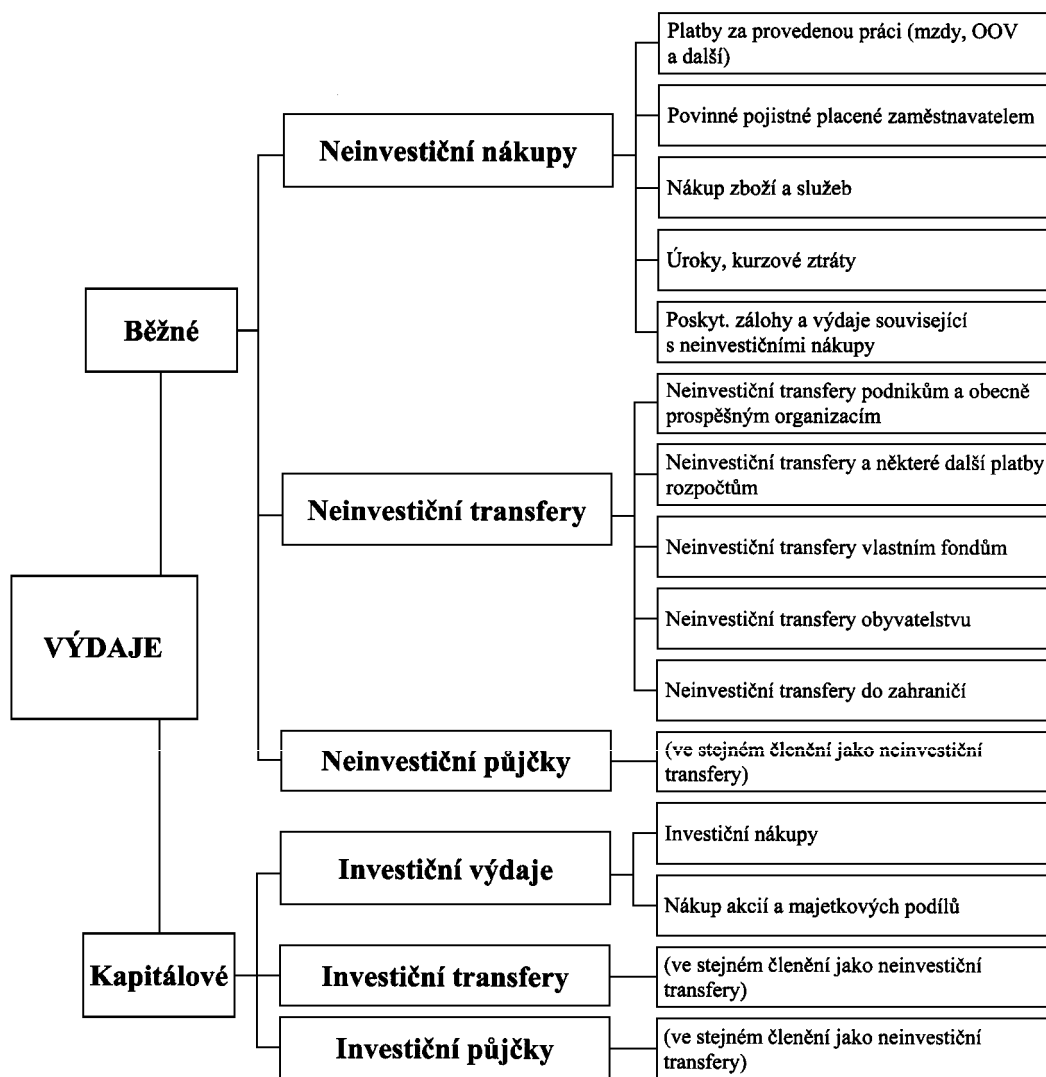 VÝDAJE
Běžné
Neinvestiční nákupy
Platby za provedenou práci (mzdy, OOV
a další)
Povinné pojistné placené zaměstnavatelem
Nákup zboží a služeb
Úroky, kurzové ztráty
Poskyt. zálohy a výdaje související
s neinvestičními nákupy
Neinvestiční transfery
Neinvestiční transfery podnikům a obecně
prospěšným organizacím
Neinvestiční transfery a některé další platby
rozpočtům
Neinvestiční transfery vlastním fondům
Neinvestiční transfery obyvatelstvu
Neinvestiční transfery do zahraničí
Neinvestiční půjčky
(ve stejném členění jako neinvestiční
transfery)
Kapitálové
Investiční výdaje
Investiční nákupy
Nákup akcií a majetkových podílů
Investiční transfery
(ve stejném členění jako neinvestiční
transfery)
Investiční půjčky
(ve stejném členění jako neinvestiční
transfery)